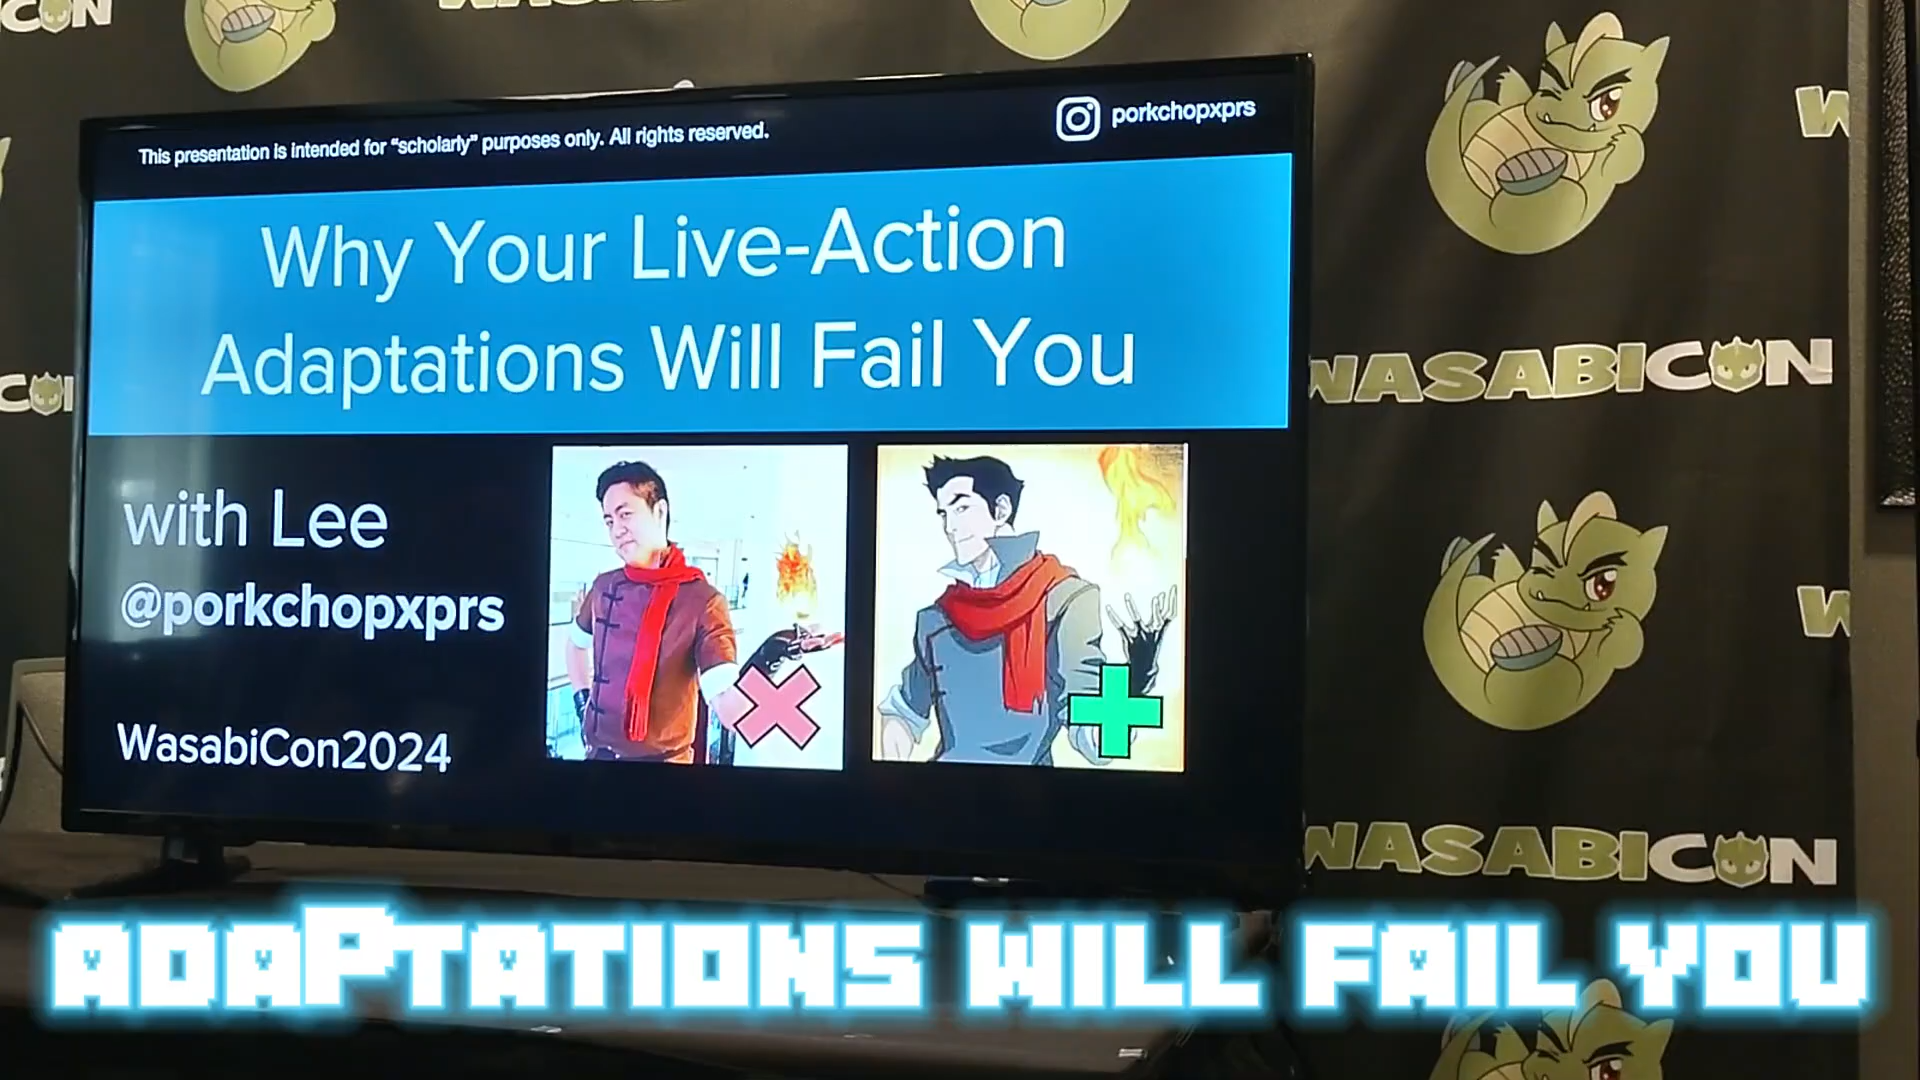 This presentation is intended for “scholarly” purposes only. All rights reserved.
porkchopxprs
Why Your Live-Action
Adaptations Will Fail You
with Lee
@porkchopxprs
WasabiCon2024
WASABICON
WASABICON
ADAPTATIONS WILL FAIL YOU